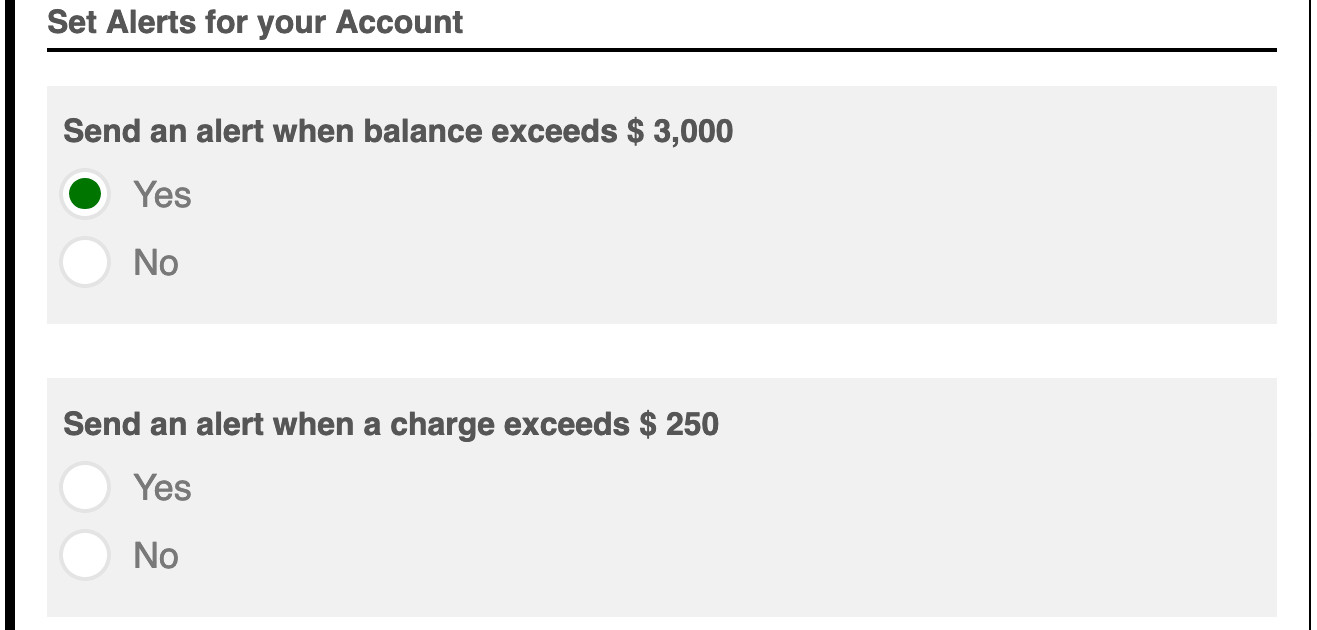 Set Alerts for your Account
Send an alert when balance exceeds $ 3,000
Yes
No
Send an alert when a charge exceeds $ 250
Yes
No